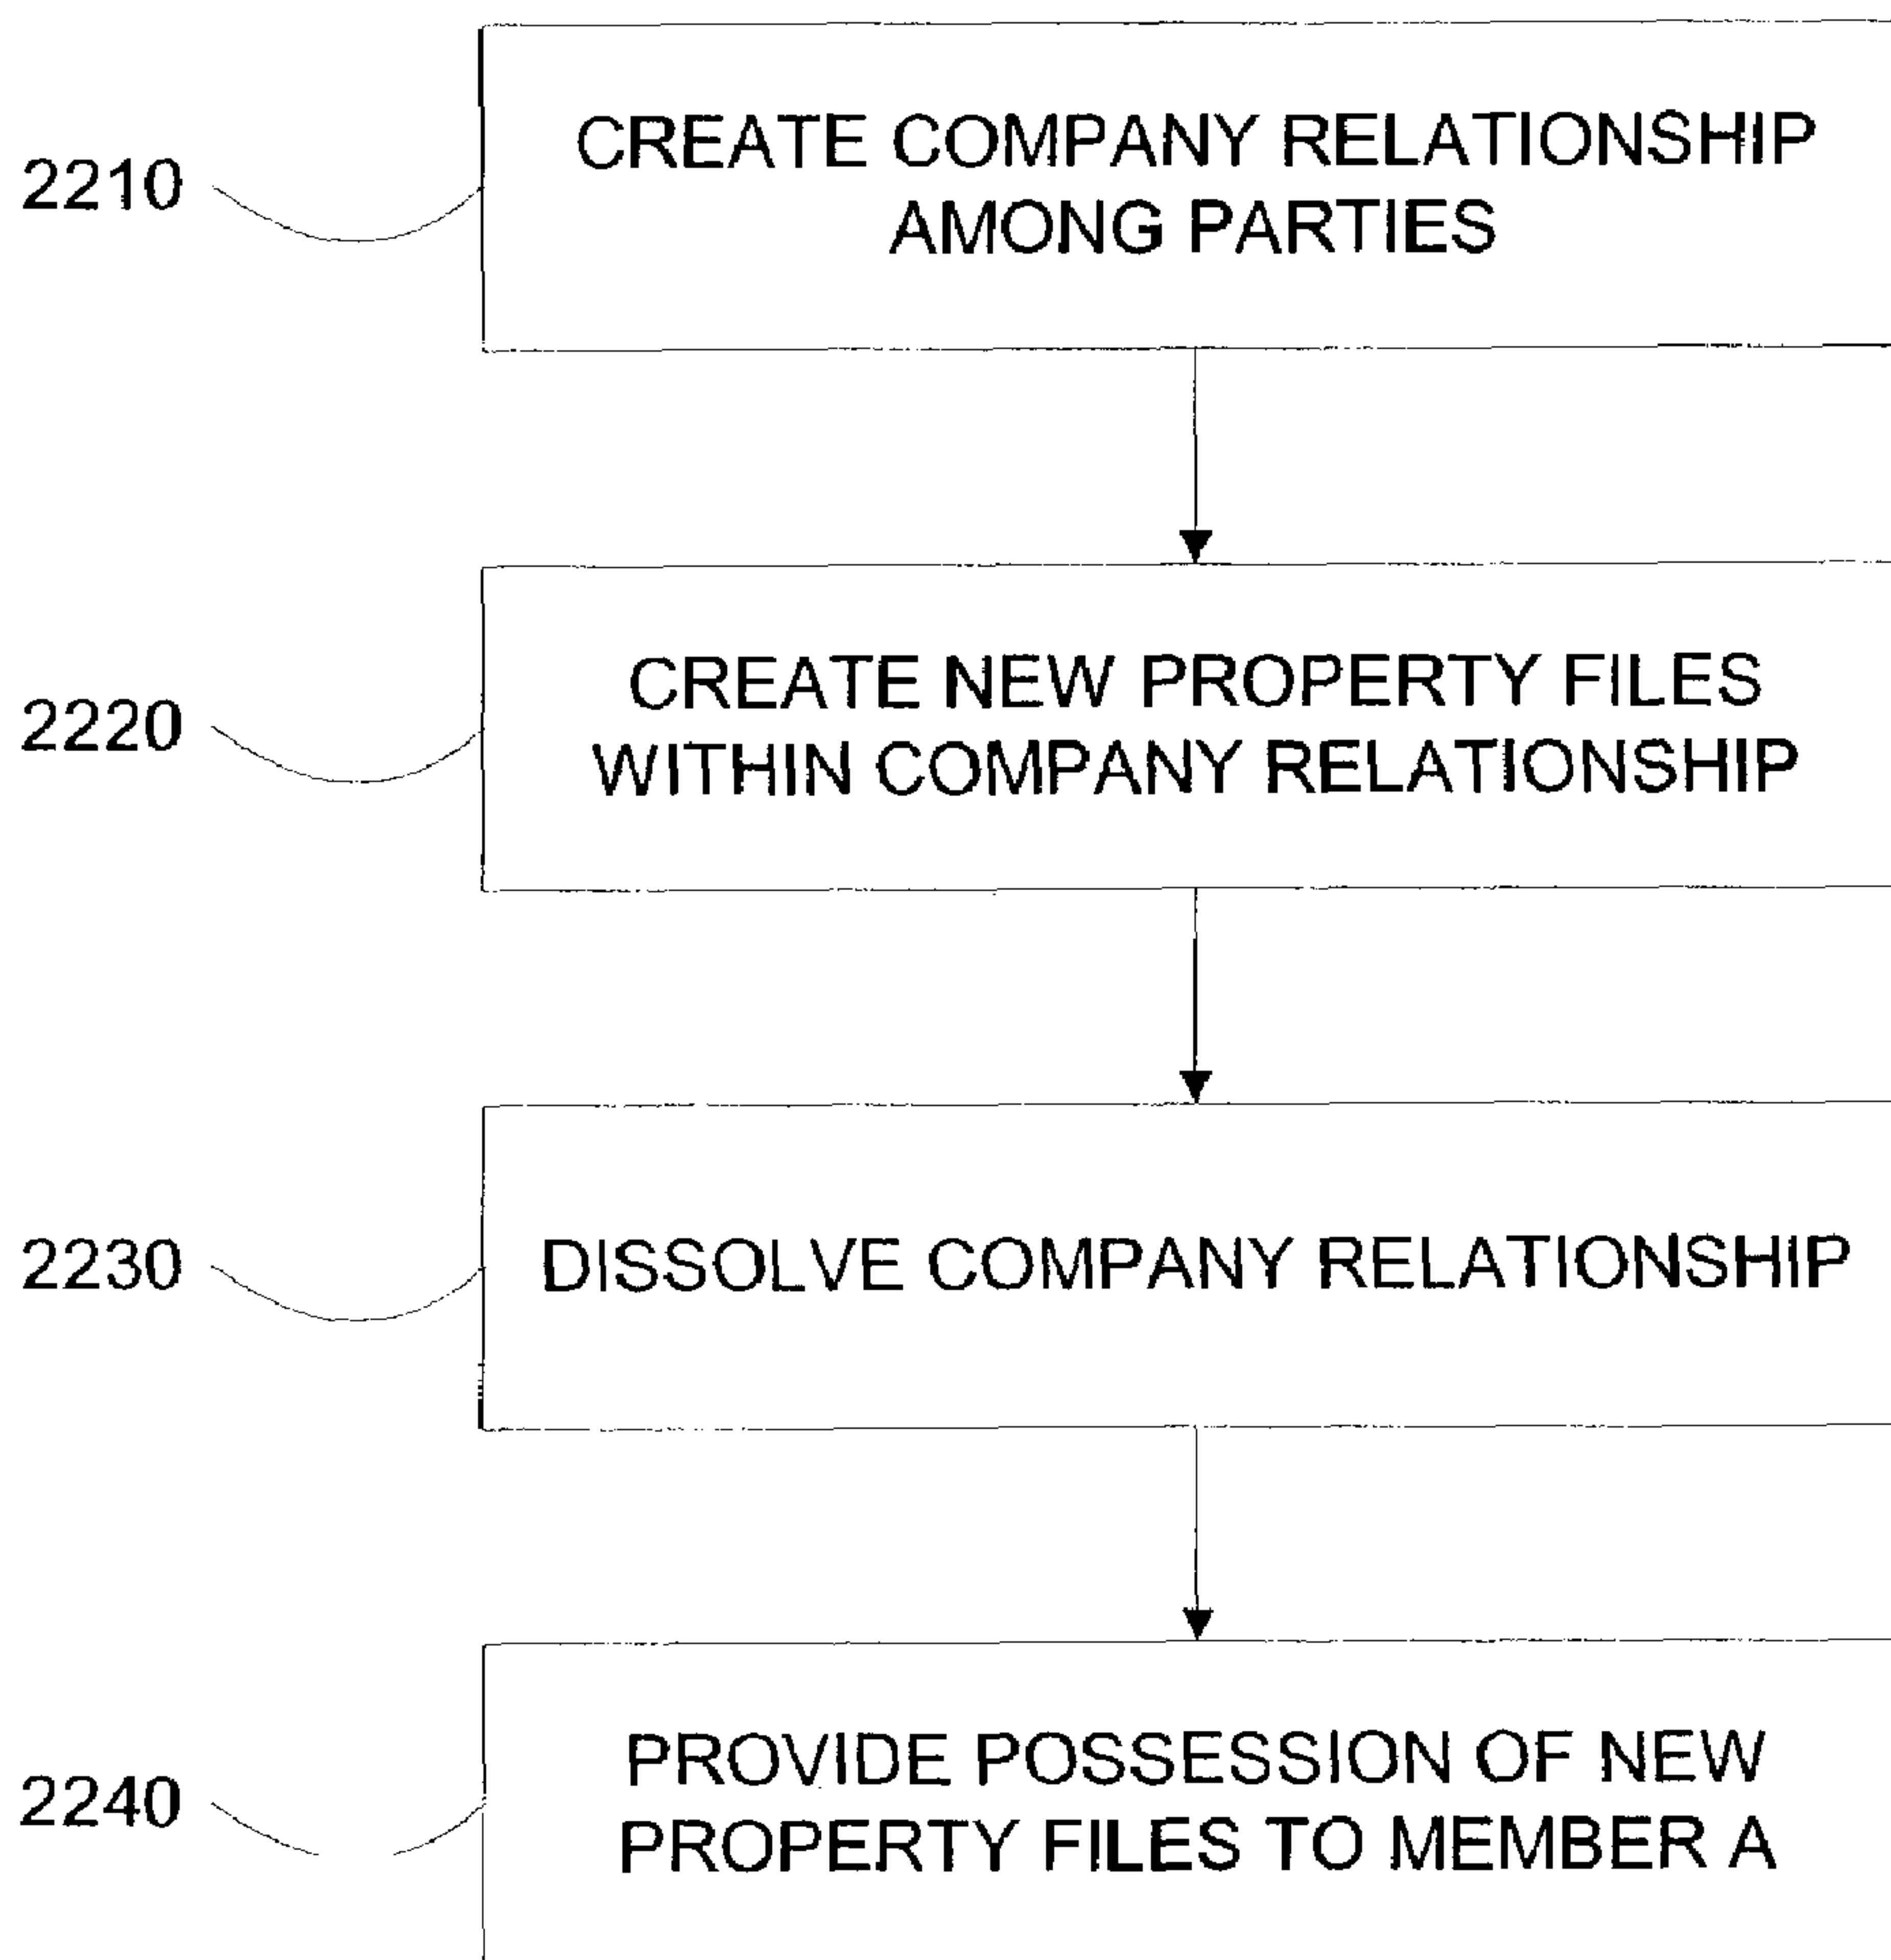 2210
CREATE COMPANY RELATIONSHIP
AMONG PARTIES
2220
CREATE NEW PROPERTY FILES
WITHIN COMPANY RELATIONSHIP
2230
DISSOLVE COMPANY RELATIONSHIP
2240
PROVIDE POSSESSION OF NEW
PROPERTY FILES TO MEMBER A